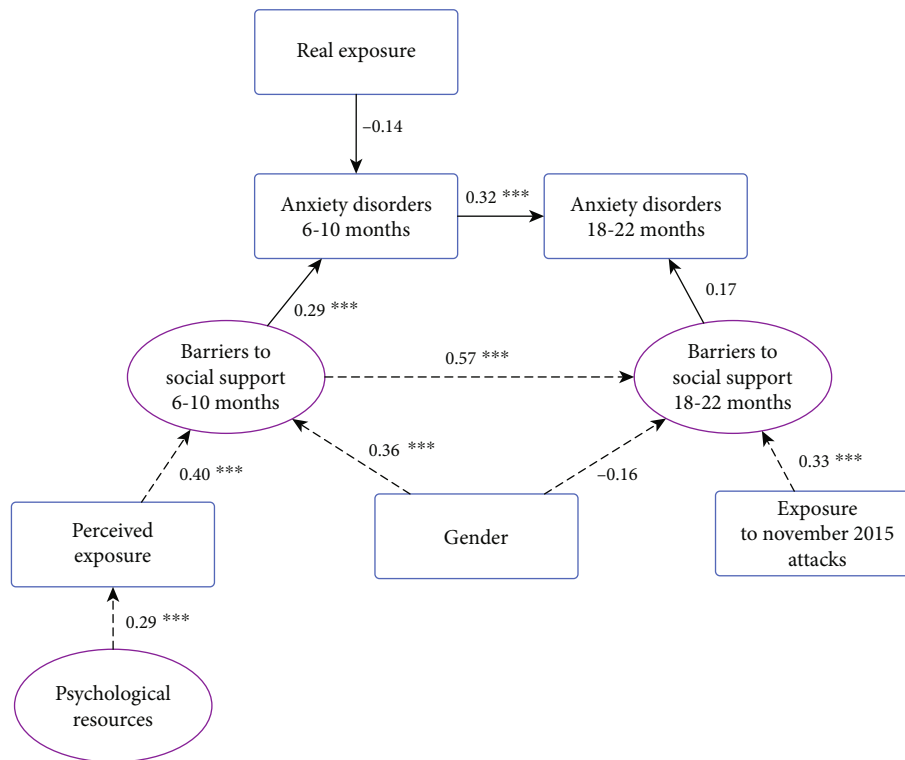 Real exposure
–0.14
Anxiety disorders
6-10 months
0.32 ***
Anxiety disorders
18-22 months
0.29 ***
0.17
Barriers to
social support
6-10 months
0.57 ***
Barriers to
social support
18-22 months
0.40 ***
0.36 ***
–0.16
0.33 ***
Perceived
exposure
Gender
Exposure
to november 2015
attacks
0.29 ***
Psychological
resources